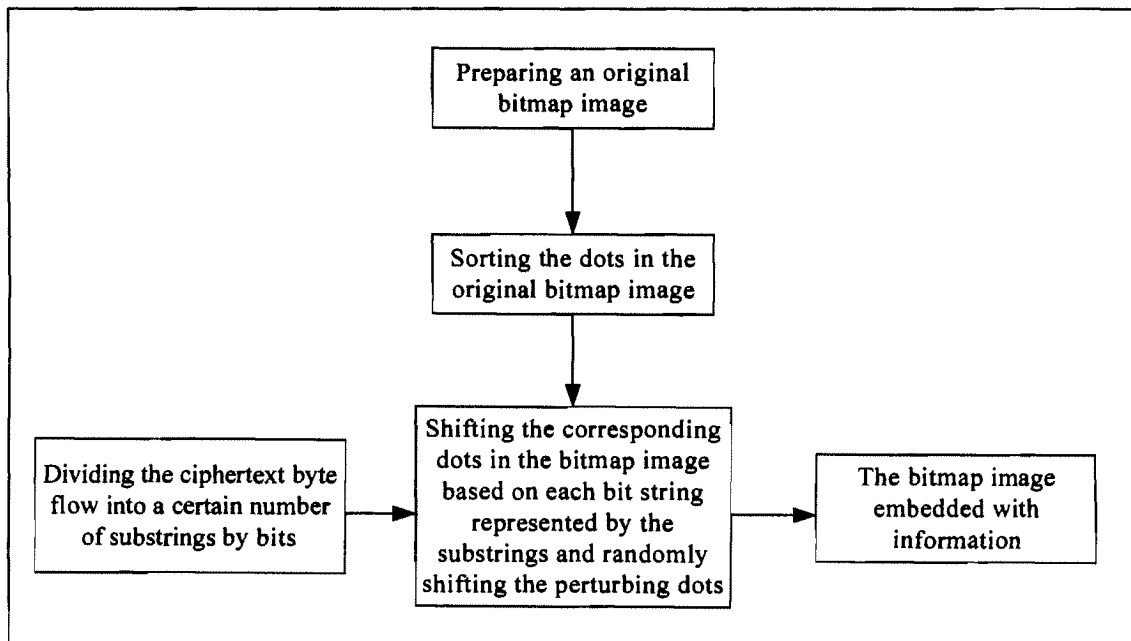 Preparing an original
bitmap image
Sorting the dots in the
original bitmap image
Dividing the ciphertext byte
flow into a certain number
of substrings by bits
Shifting the corresponding
dots in the bitmap image
based on each bit string
represented by the
substrings and randomly
shifting the perturbing dots
The bitmap image
embedded with
information